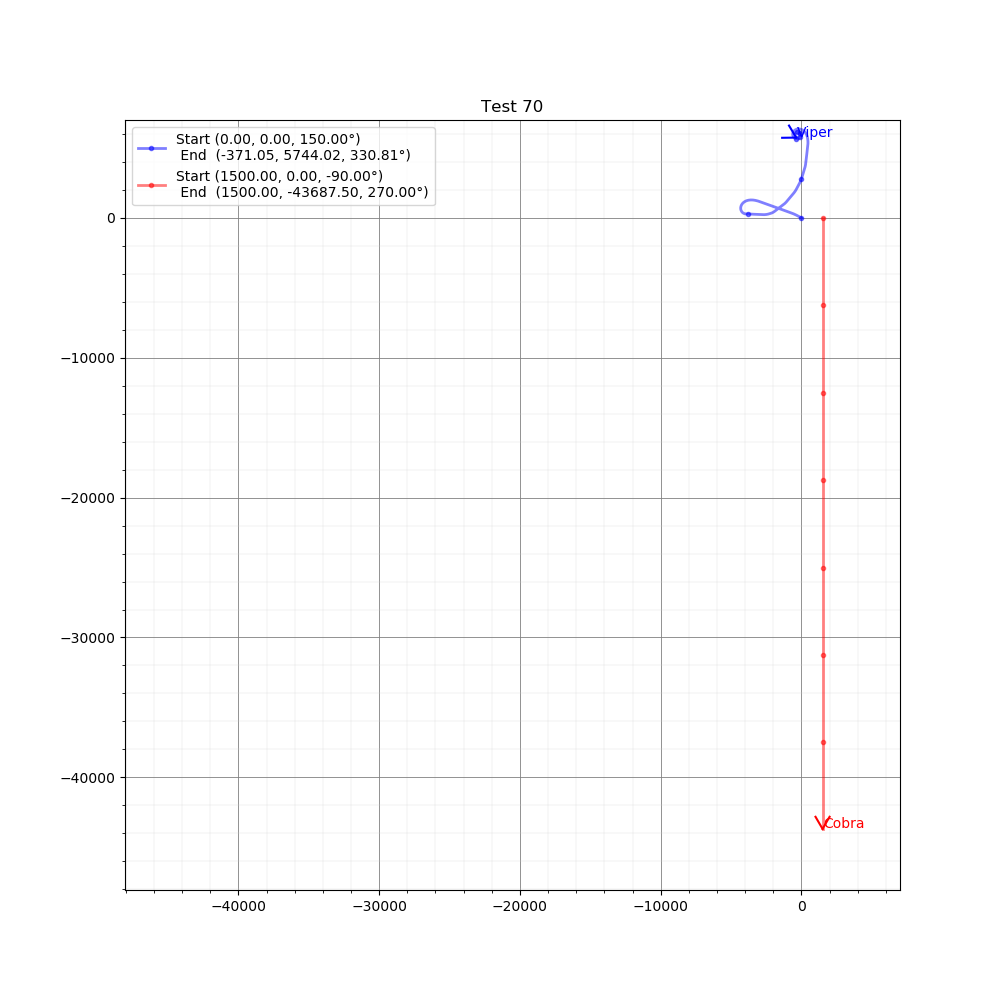 Test 70
Start (0.00, 0.00, 150.00°)
End (-371.05, 5744.02, 330.81°)
Start (1500.00, 0.00, -90.00°)
End (1500.00, -43687.50, 270.00°)
Viper
0
−10000
−20000
−30000
−40000
Cobra
−40000
−30000
−20000
−10000
0